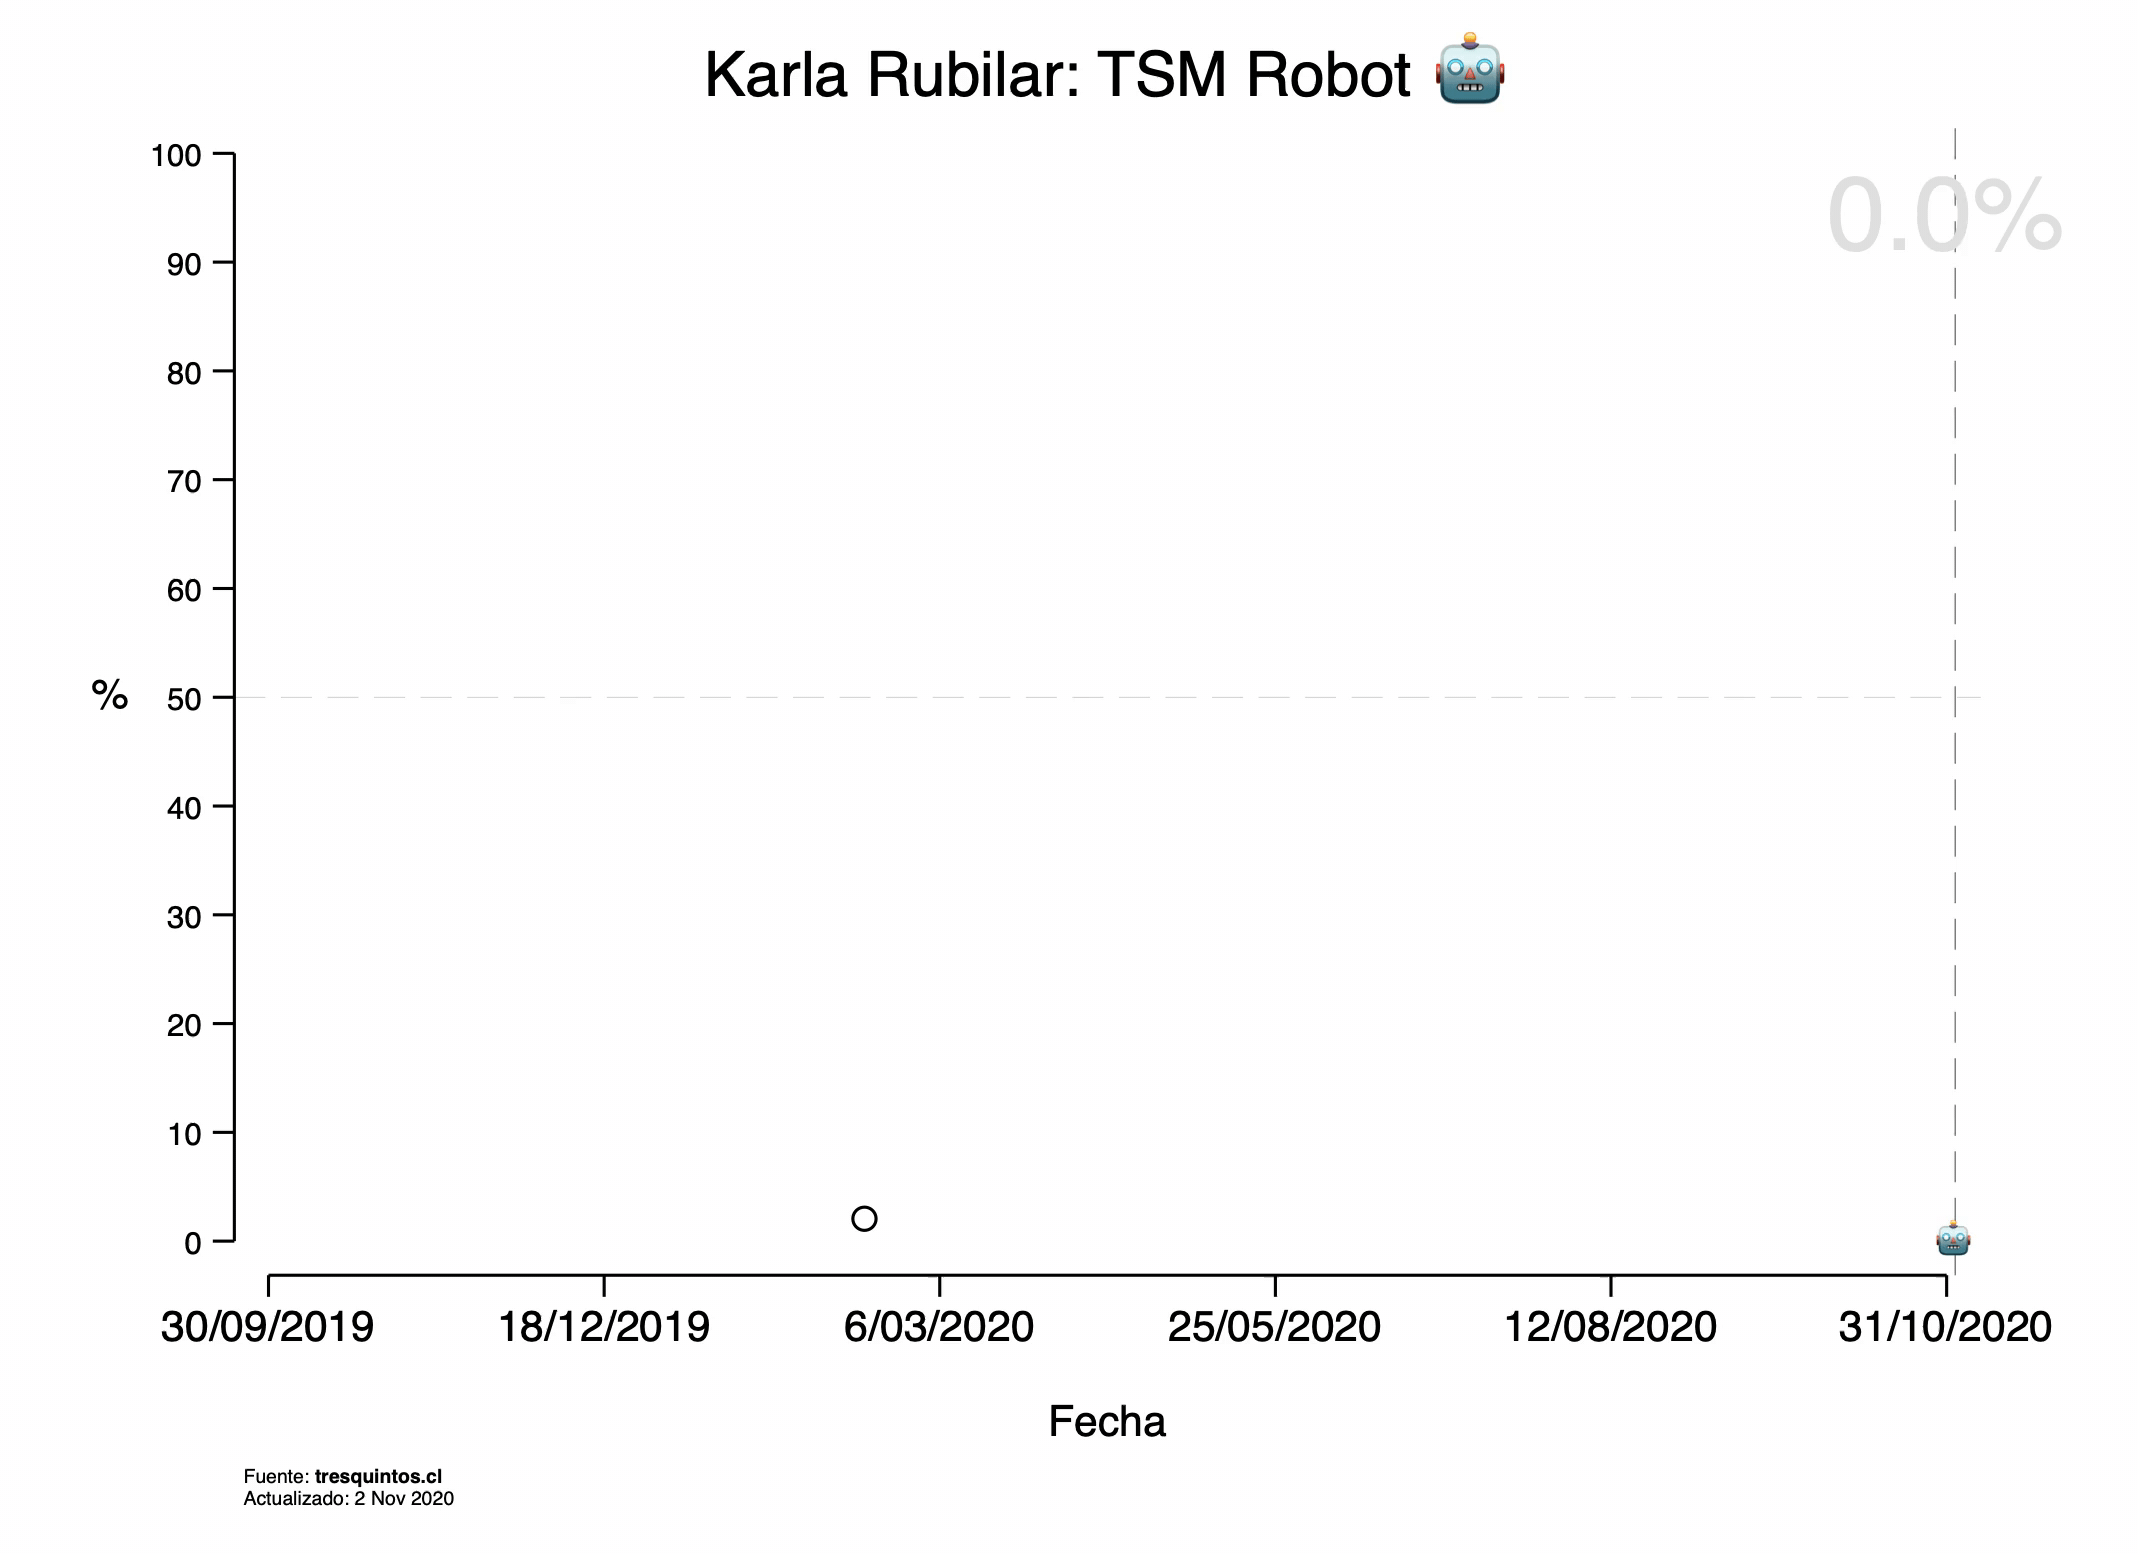 Karla Rubilar: TSM Robot 🤖
0.0%
100
90
80
70
60
50
40
30
20
10
0
%
30/09/2019 18/12/2019 6/03/2020 25/05/2020 12/08/2020 31/10/2020
Fecha
Fuente: tresquintos.cl
Actualizado: 2 Nov 2020